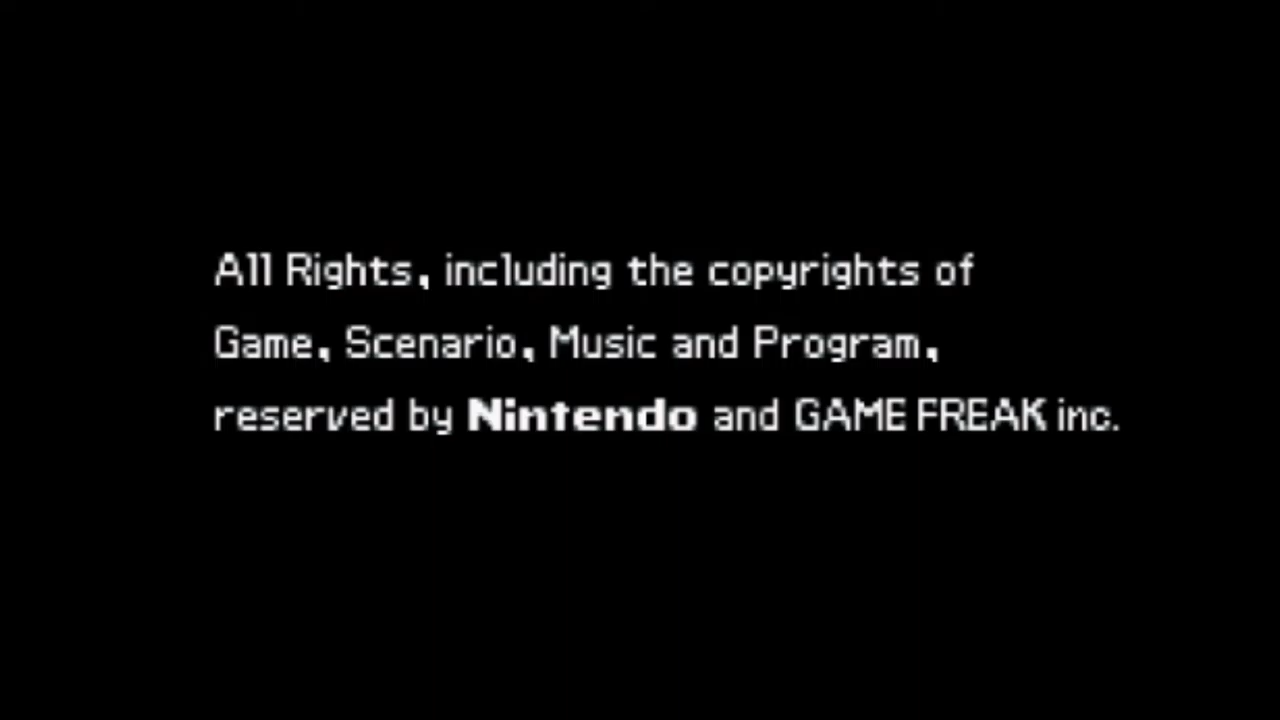 All Rights, including the copyrights of
Game, Scenario, Music and Program,
reserved by Nintendo and GAME FREAK inc.